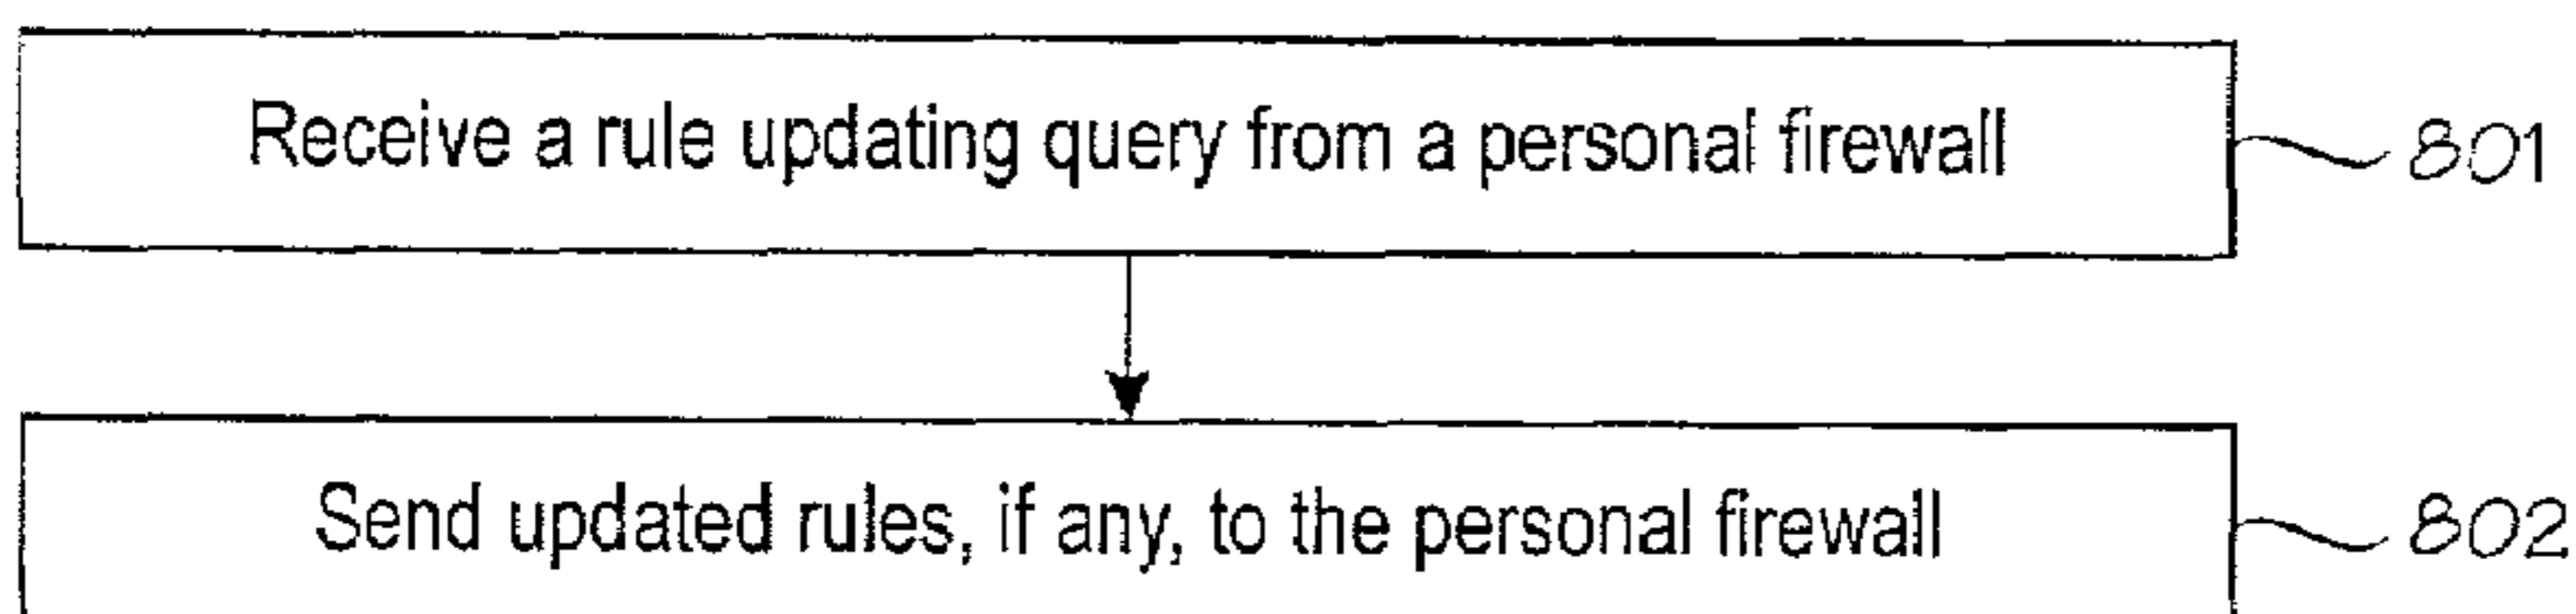 Receive a rule updating query from a personal firewall
801
Send updated rules, if any, to the personal firewall
802